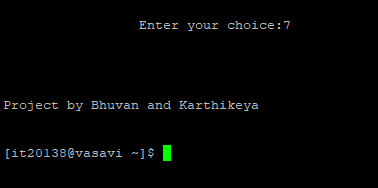 Enter your choice:7
Project by Bhuvan and Karthikeya
[it20138@vasavi ~]$